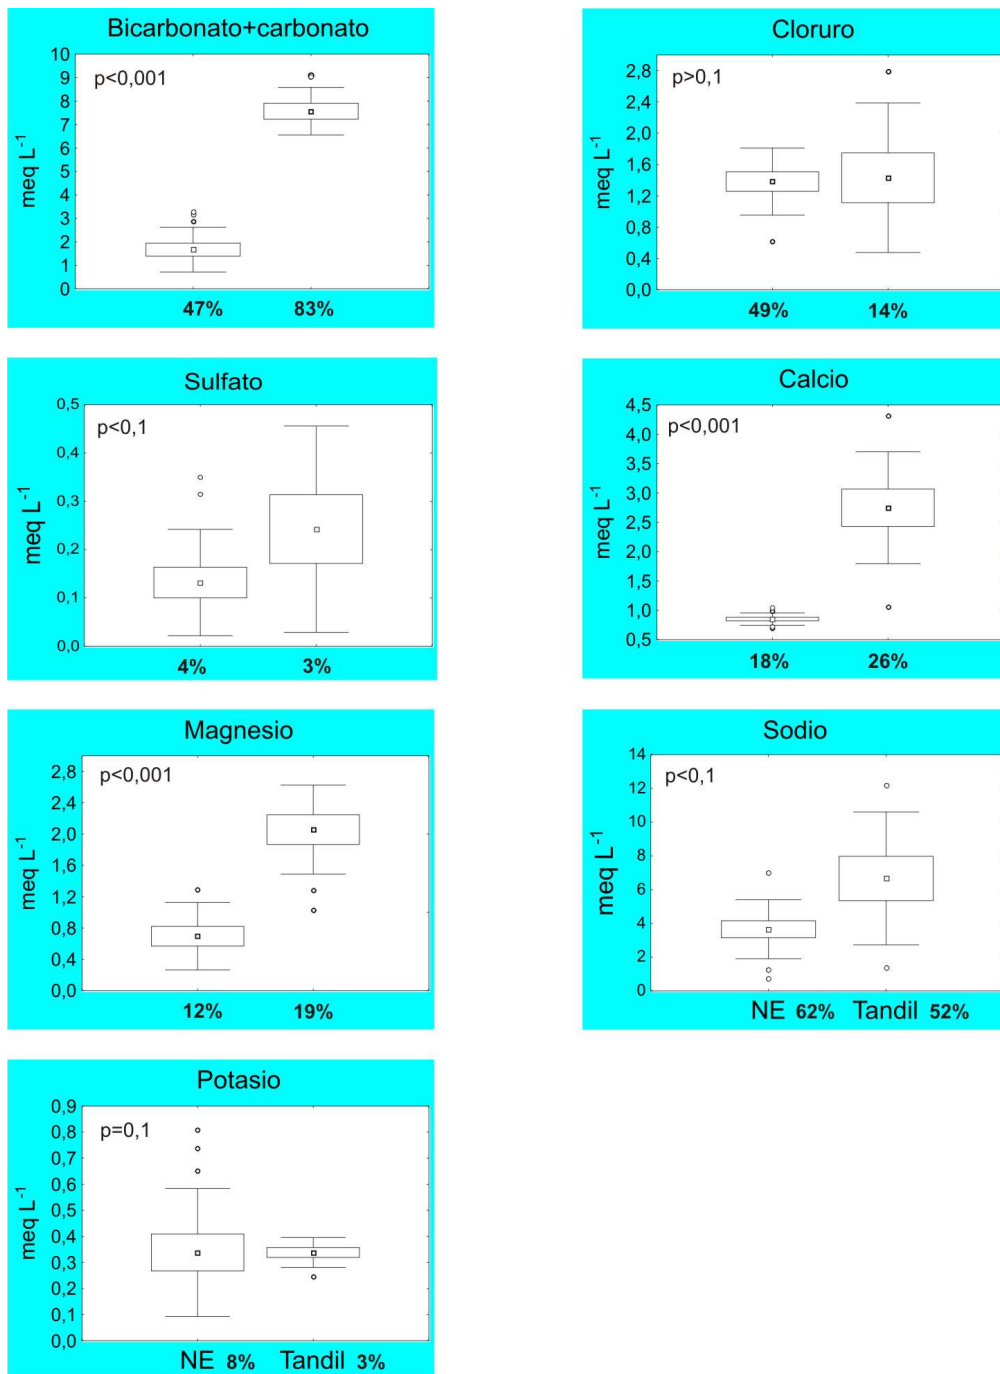 Bicarbonato+carbonato
p<0,001
meq L-1
10
9
8
7
6
5
4
3
2
1
0
47% 83%
Cloruro
p>0,1
meq L-1
2,8
2,4
2,0
1,6
1,2
0,8
0,4
0,0
49% 14%
Sulfato
p<0,1
meq L-1
0,5
0,4
0,3
0,2
0,1
0,0
4% 3%
Calcio
p<0,001
meq L-1
4,5
4,0
3,5
3,0
2,5
2,0
1,5
1,0
0,5
18% 26%
Magnesio
p<0,001
meq L-1
2,8
2,4
2,0
1,6
1,2
0,8
0,4
0,0
12% 19%
Sodio
p<0,1
meq L-1
14
12
10
8
6
4
2
0
NE 62% Tandil 52%
Potasio
p=0,1
meq L-1
0,9
0,8
0,7
0,6
0,5
0,4
0,3
0,2
0,1
0,0
NE 8% Tandil 3%